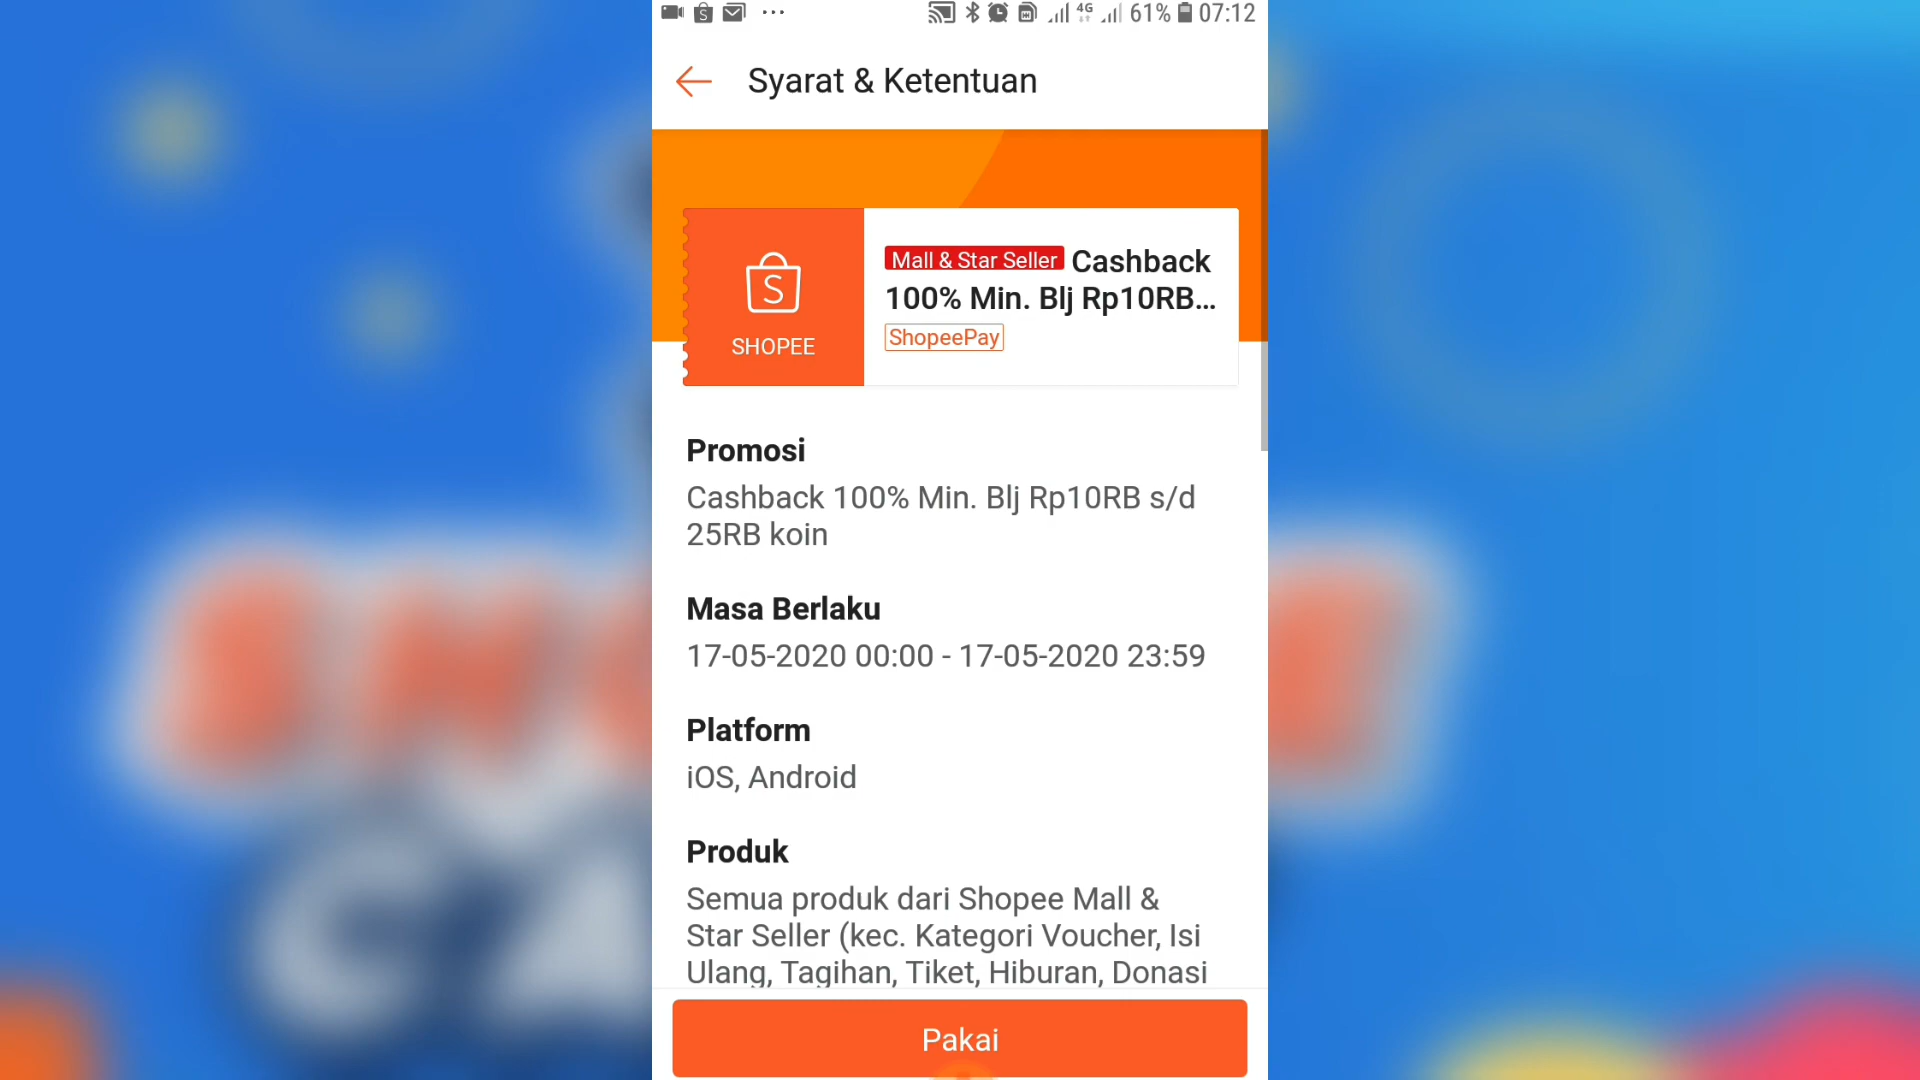 4G 61% 07:12
Syarat & Ketentuan
Mall & Star Seller Cashback
100% Min. Blj Rp10RB...
ShopeePay
S
SHOPEE
Promosi
Cashback 100% Min. Blj Rp10RB s/d
25RB koin
Masa Berlaku
17-05-2020 00:00 - 17-05-2020 23:59
Platform
iOS, Android
Produk
Semua produk dari Shopee Mall &
Star Seller (kec. Kategori Voucher, Isi
Ulang, Tagihan, Tiket, Hiburan, Donasi
Pakai